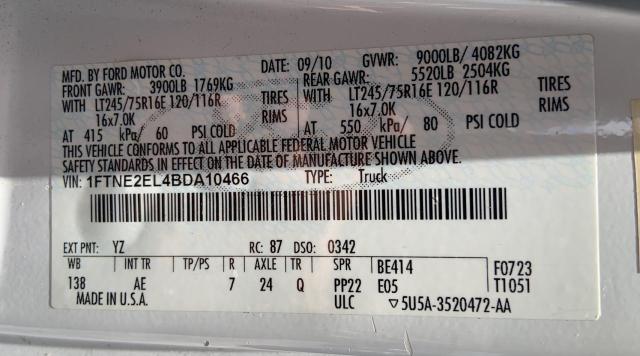 MFD. BY FORD MOTOR CO. DATE: 09/10 GVWR: 9000LB/ 4082KG
FRONT GAWR: 3900LB 1769KG REAR GAWR: 5520LB 2504KG
WITH LT245/75R16E 120/116R TIRES WITH LT245/75R16E 120/116R TIRES
16x7.0K RIMS 16x7.0K RIMS
AT 415 kPa/ 60 PSI COLD AT 550 kPa/ 80 PSI COLD
THIS VEHICLE CONFORMS TO ALL APPLICABLE FEDERAL MOTOR VEHICLE
SAFETY STANDARDS IN EFFECT ON THE DATE OF MANUFACTURE SHOWN ABOVE.
VIN: 1FTNE2EL4BDA10466 TYPE: Truck
EXT PNT: YZ RC: 87 DSO: 0342
WB INT TR TP/PS R AXLE TR SPR BE414 F0723
138 AE 7 24 Q PP22 E05 T1051
MADE IN U.S.A. ULC ▽5U5A-3520472-AA